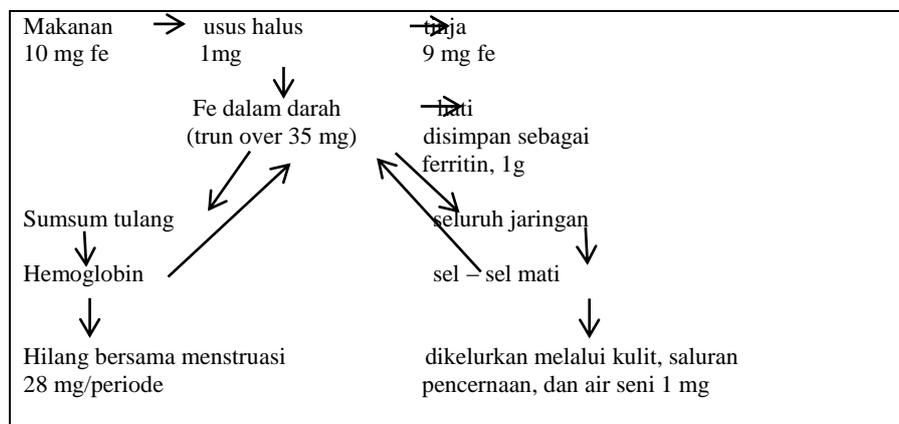 Makanan usus halus tinja
10 mg fe 1mg 9 mg fe
Fe dalam darah hati
(trun over 35 mg) disimpan sebagai
ferritin, 1g
Sumsum tulang seluruh jaringan
Hemoglobin sel – sel mati
Hilang bersama menstruasi dikelurkan melalui kulit, saluran
28 mg/periode pencernaan, dan air seni 1 mg